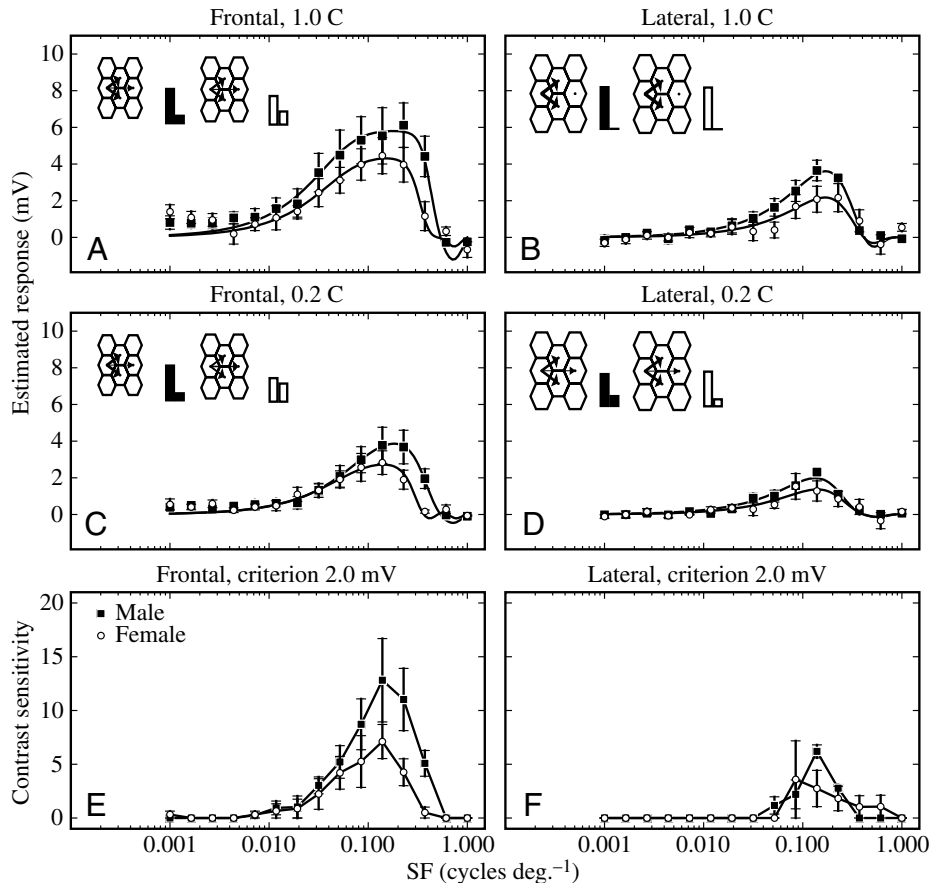 Frontal, 1.0 C
Lateral, 1.0 C
10
8
6
4
2
0
A
B
Estimated response (mV)
Frontal, 0.2 C
Lateral, 0.2 C
10
8
6
4
2
0
C
D
Frontal, criterion 2.0 mV
Lateral, criterion 2.0 mV
20
15
10
5
0
Contrast sensitivity
Male
Female
E
F
0.001 0.010 0.100 1.000
0.001 0.010 0.100 1.000
SF (cycles deg.⁻¹)